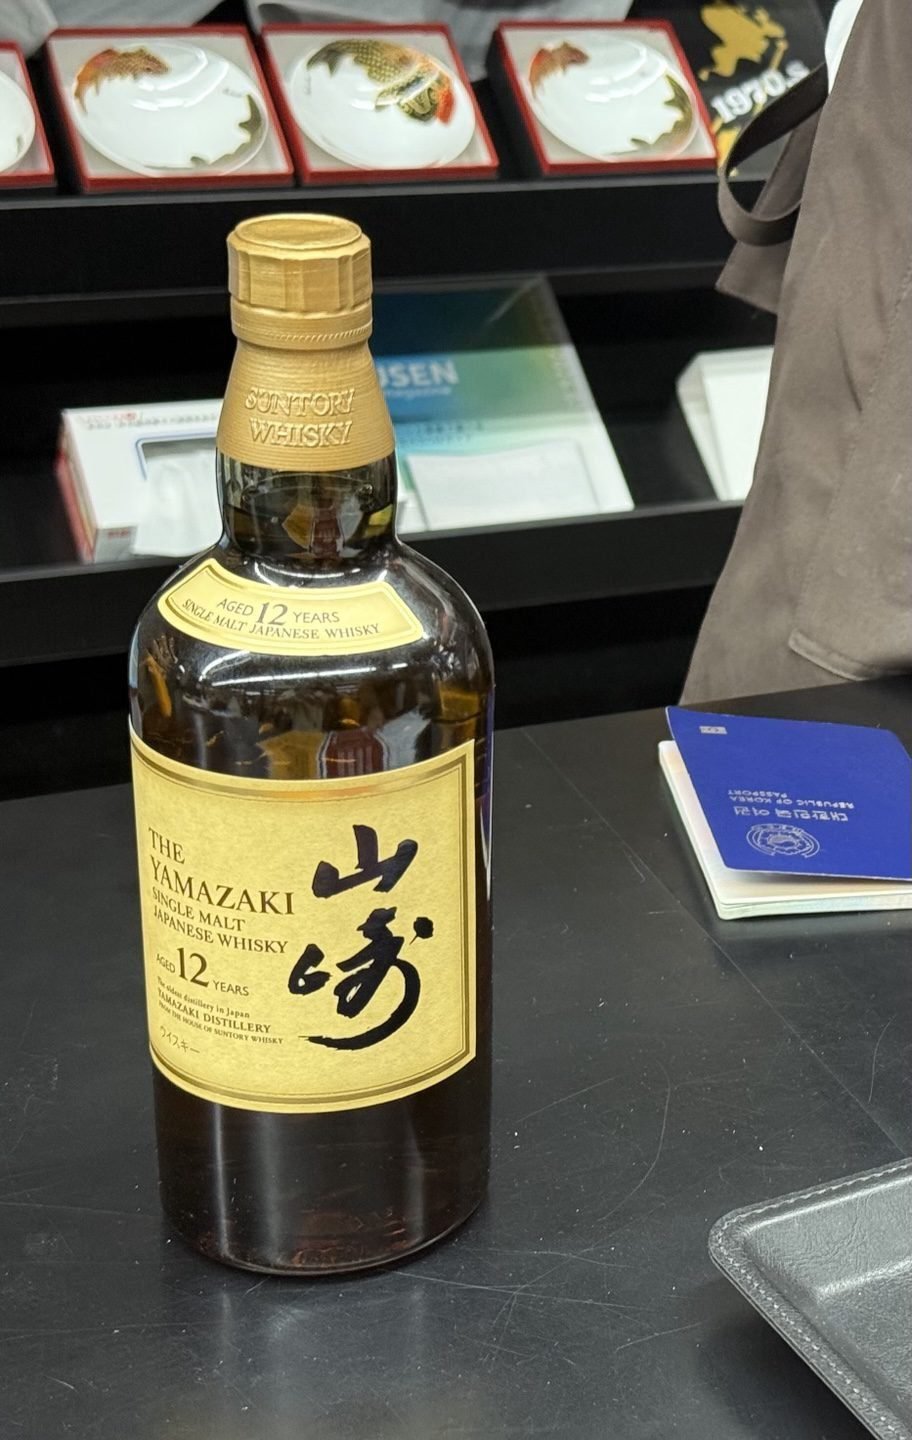 1970.S
USEN
SUNTORY
WHISKY
AGED 12 YEARS
SINGLE MALT JAPANESE WHISKY
THE
YAMAZAKI
SINGLE MALT
JAPANESE WHISKY
AGED 12 YEARS
The oldest distillery in Japan
YAMAZAKI DISTILLERY
FROM THE HOUSE OF SUNTORY WHISKY
ウイスキー
山崎
대한민국 여권
REPUBLIC OF KOREA
PASSPORT